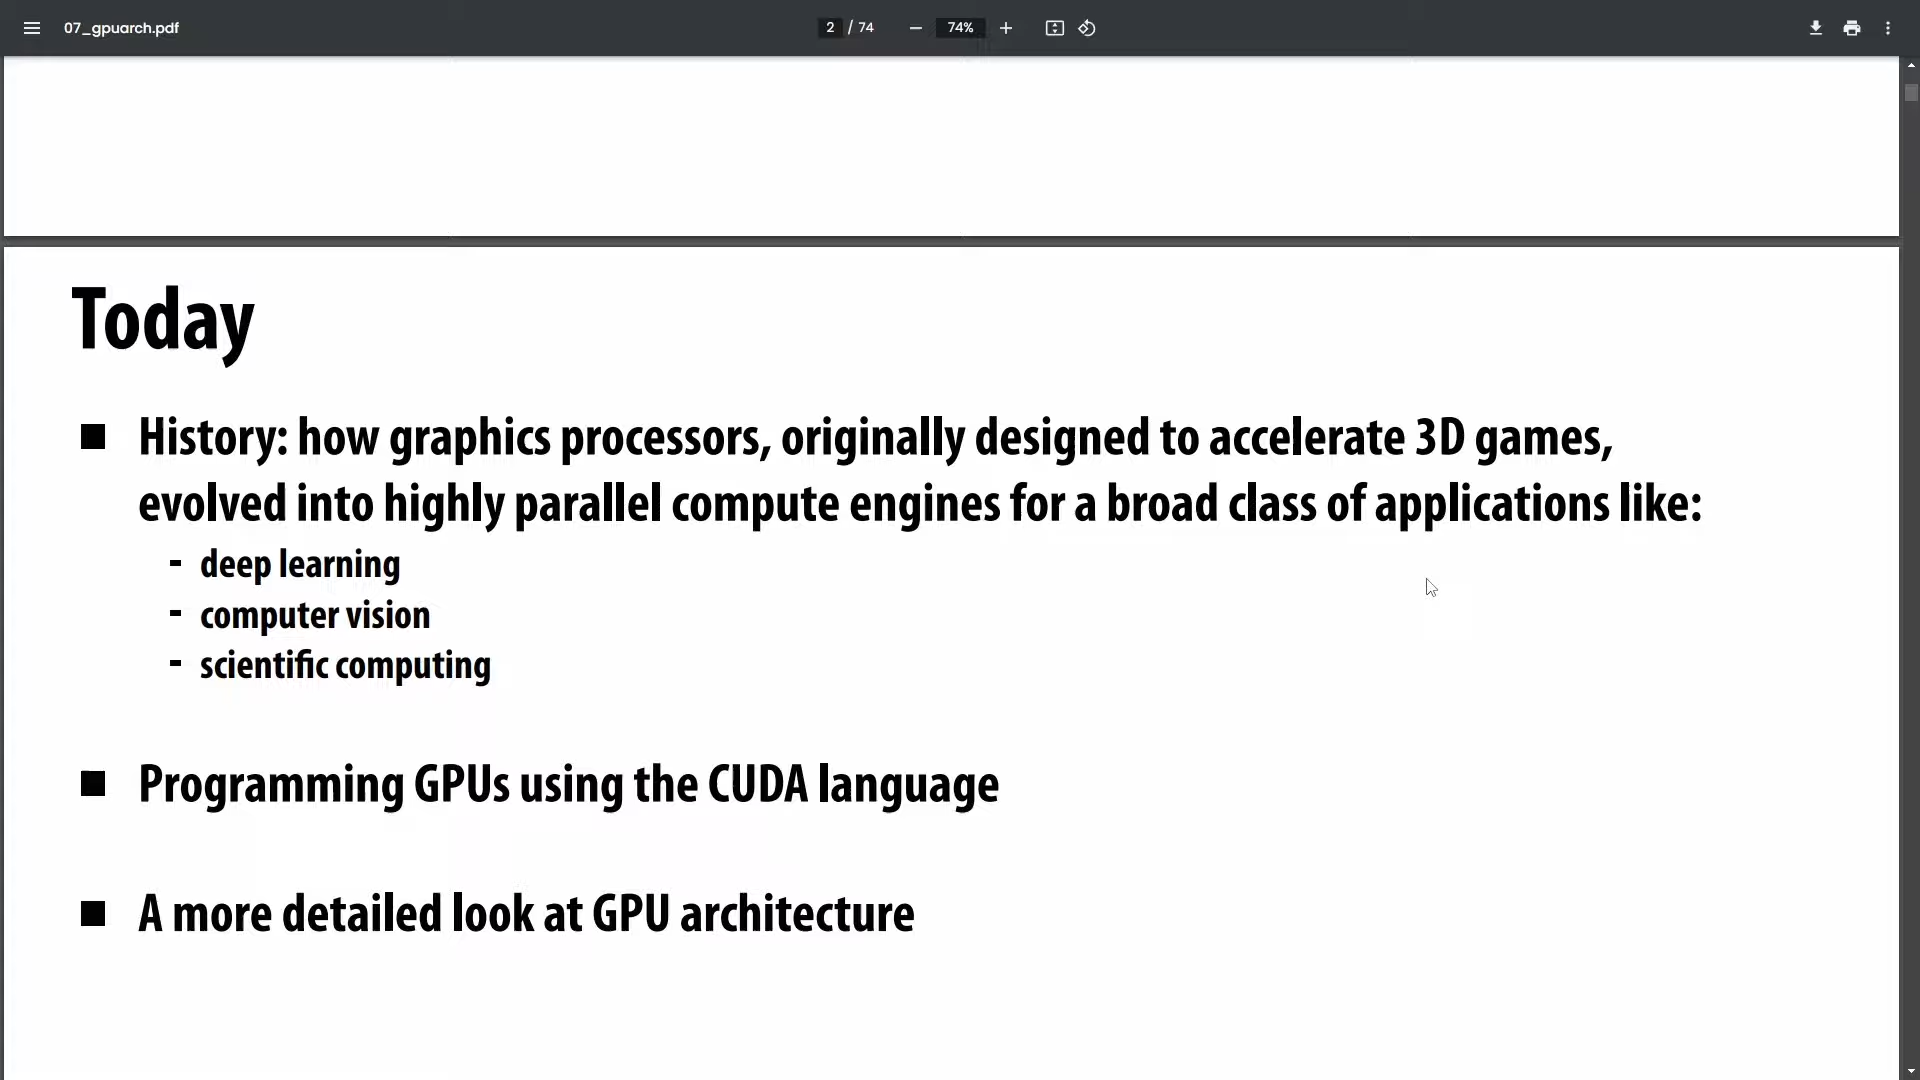 07_gpuarch.pdf
2 / 74
74%
Today
■ History: how graphics processors, originally designed to accelerate 3D games,
evolved into highly parallel compute engines for a broad class of applications like:
- deep learning
- computer vision
- scientific computing
■ Programming GPUs using the CUDA language
■ A more detailed look at GPU architecture